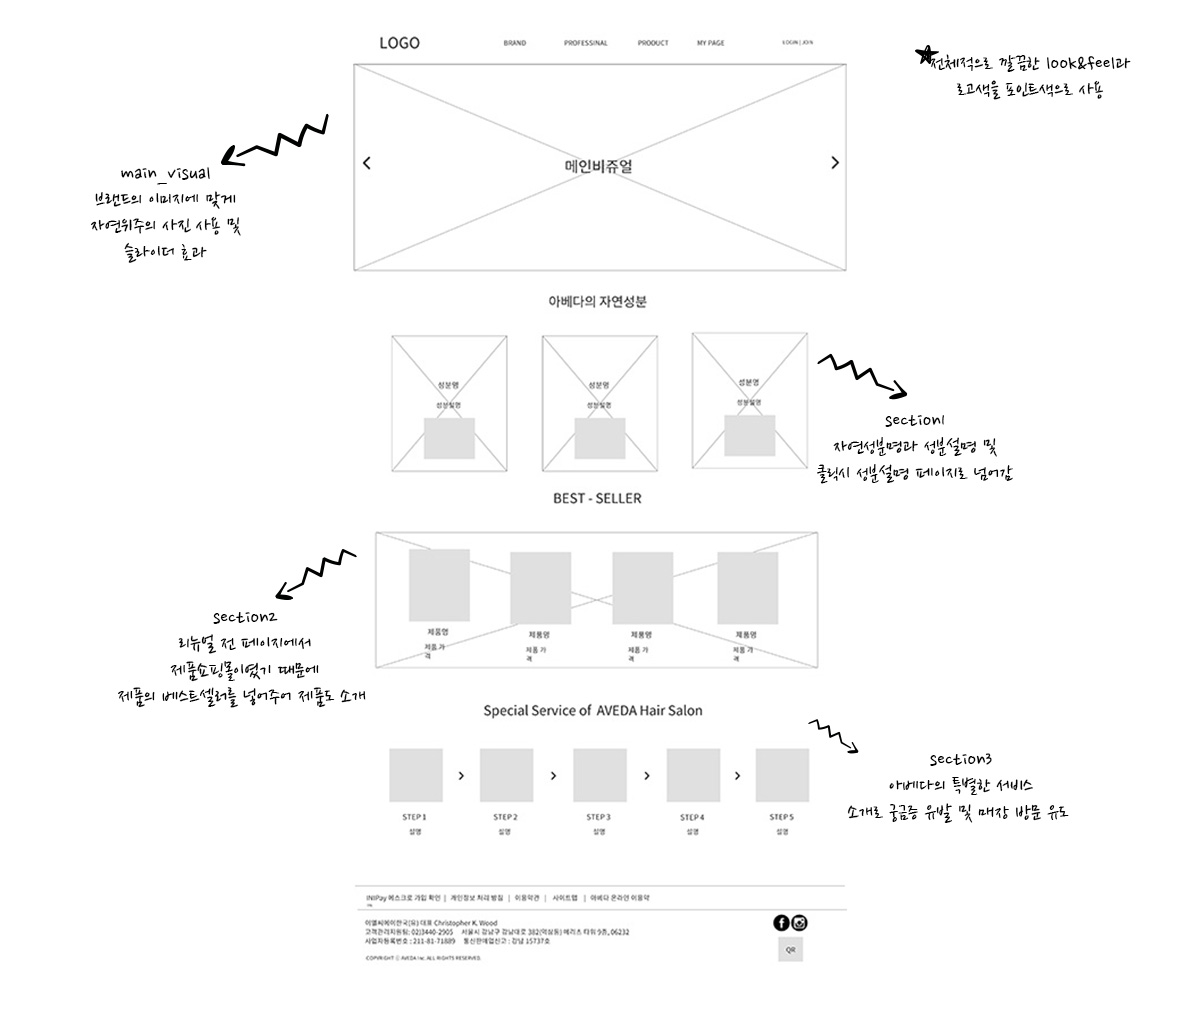 LOGO
BRAND
PROFESSINAL
PRODUCT
MY PAGE
LOGIN | JOIN
전체적으로 깔끔한 look&feel과
로고색을 포인트색으로 사용
메인비쥬얼
main_visual
브랜드의 이미지에 맞게
자연위주의 사진 사용 및
슬라이더 효과
아베다의 자연성분
성분명
성분설명
성분명
성분설명
성분명
성분설명
section1
자연성분명과 성분설명 및
클릭시 성분설명 페이지로 넘어감
BEST - SELLER
제품명
제품 가
격
제품명
제품 가
격
제품명
제품 가
격
제품명
제품 가
격
section2
리뉴얼 전 페이지에서
제품쇼핑몰이였기 때문에
제품의 베스트셀러를 넣어주어 제품도 소개
Special Service of AVEDA Hair Salon
STEP 1
설명
STEP 2
설명
STEP 3
설명
STEP 4
설명
STEP 5
설명
section3
아베다의 특별한 서비스
소개로 궁금증 유발 및 매장 방문 유도
INIPay 에스크로 가입 확인 | 개인정보 처리 방침 | 이용약관 | 사이트맵 | 아베다 온라인 이용약
이엘씨에이한국(유) 대표 Christopher K. Wood
고객관리지원팀: 02)3440-2905 서울시 강남구 강남대로 382(역삼동) 메리츠 타워 9층, 06232
사업자등록번호 : 211-81-71889 통신판매업신고 : 강남 15737호
COPYRIGHT ⓒ AVEDA Inc. ALL RIGHTS RESERVED.
QR